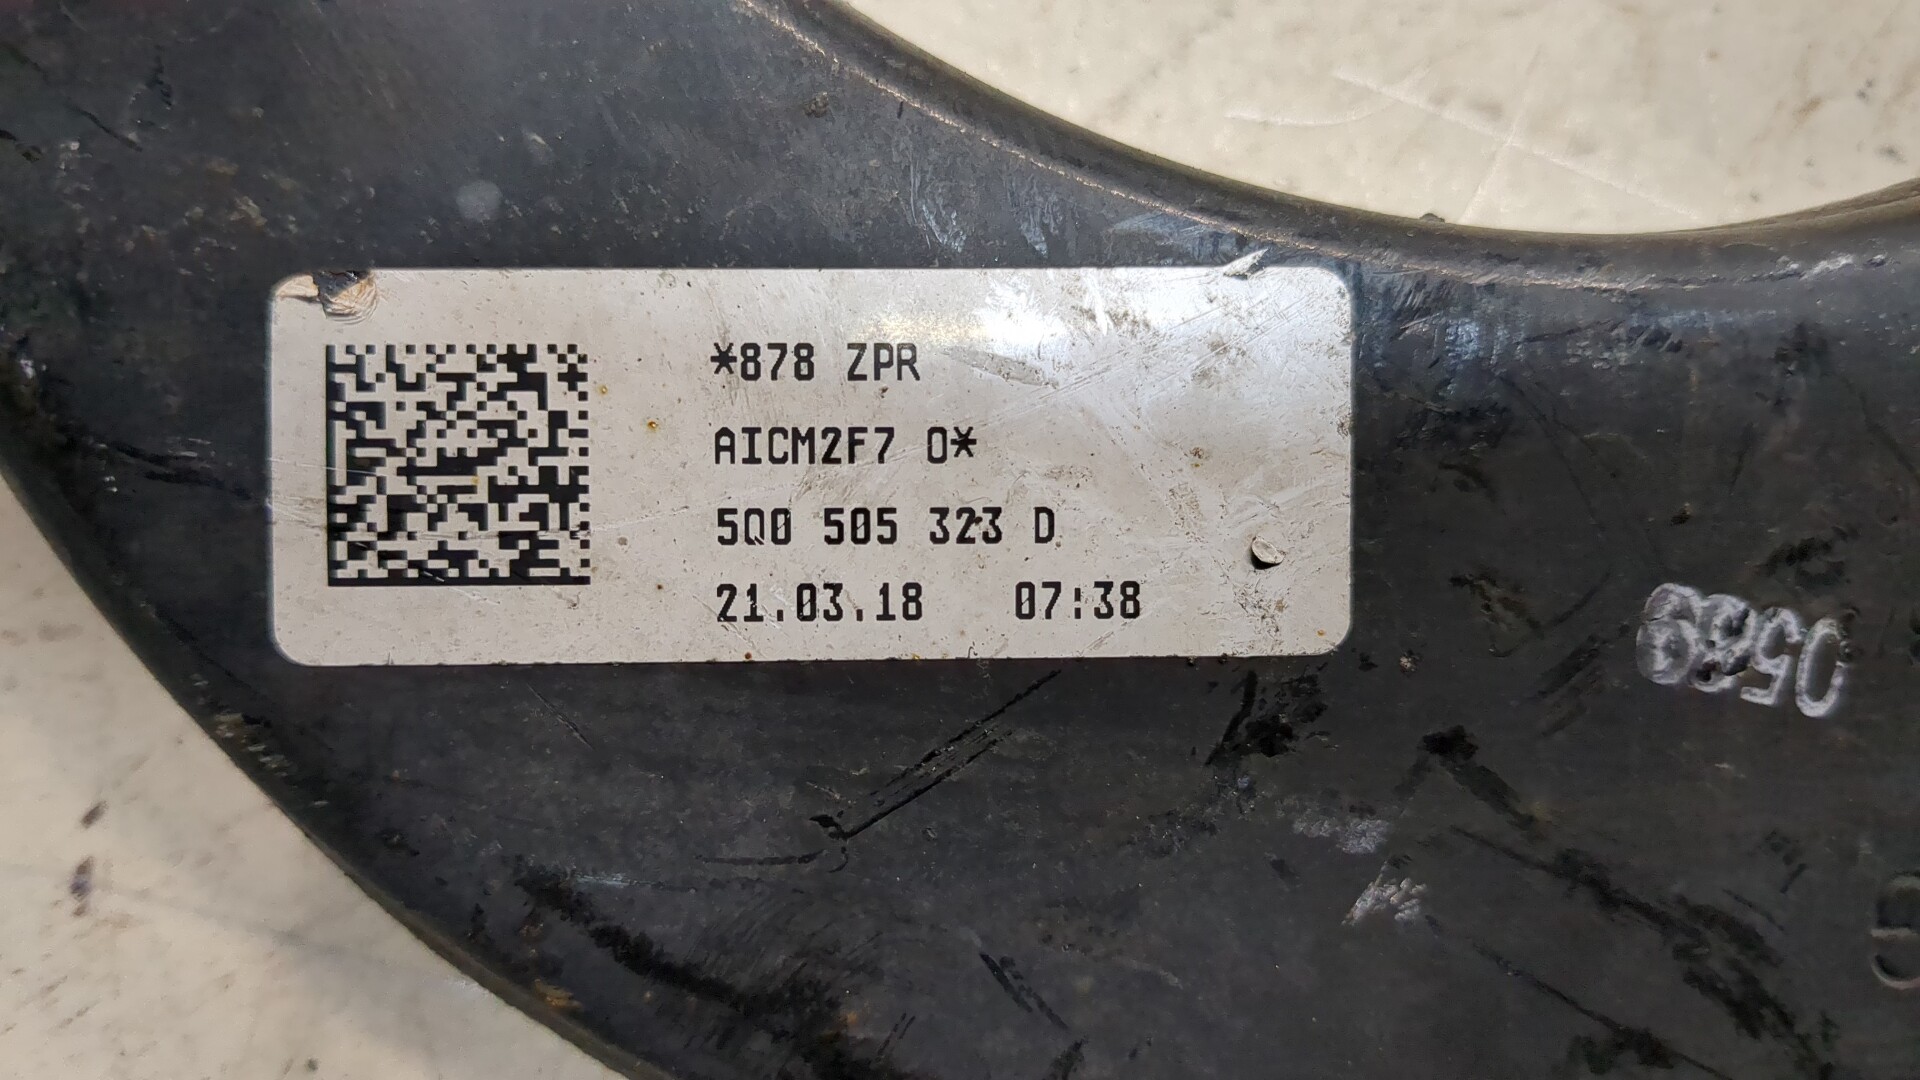 *878 ZPR
AICM2F7 0*
5Q0 505 323 D
21.03.18 07:38